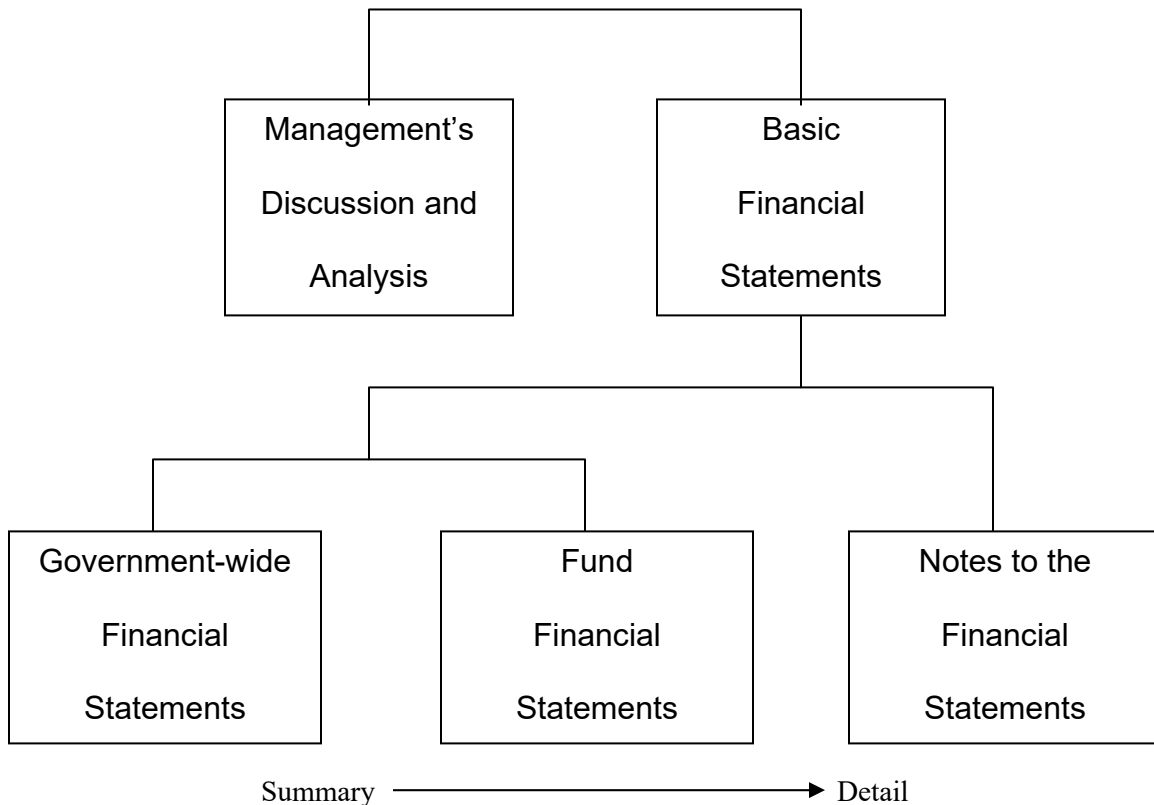 Management’s
Discussion and
Analysis
Basic
Financial
Statements
Government-wide
Financial
Statements
Fund
Financial
Statements
Notes to the
Financial
Statements
Summary
Detail